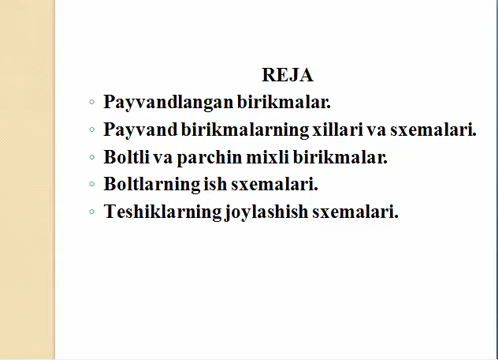 REJA
Payvandlangan birikmalar.
Payvand birikmalarning xillari va sxemalari.
Boltli va parchin mixli birikmalar.
Boltlarning ish sxemalari.
Teshiklarning joylashish sxemalari.